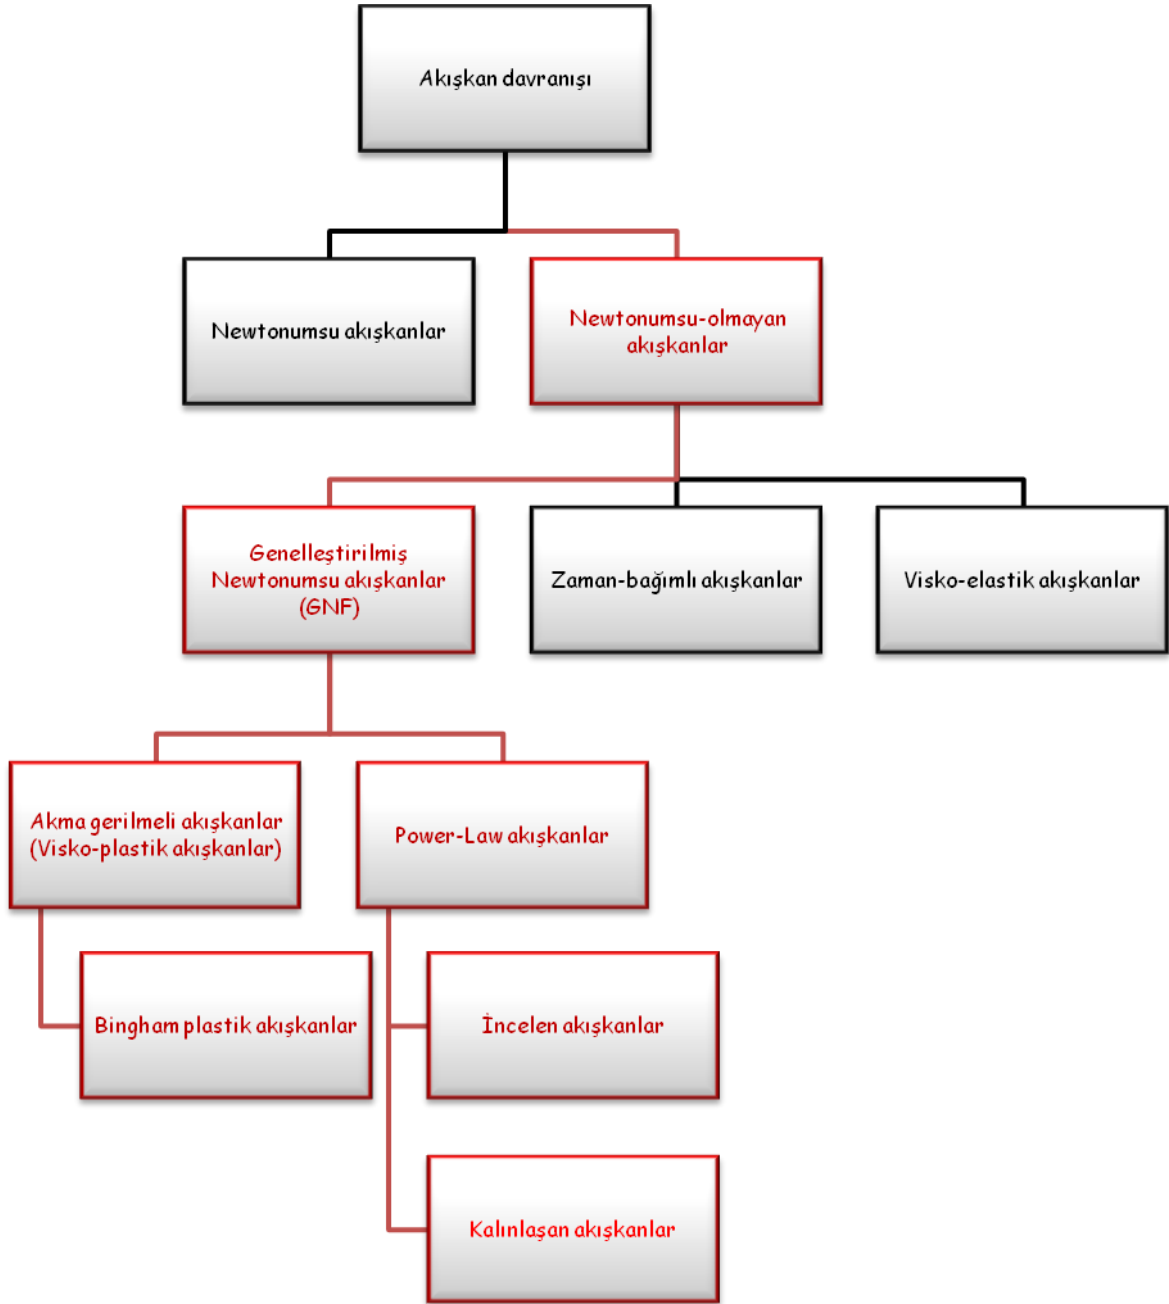 Akışkan davranışı
Newtonumsu akışkanlar
Newtonumsu-olmayan
akışkanlar
Genelleştirilmiş
Newtonumsu akışkanlar
(GNF)
Zaman-bağımlı akışkanlar
Visko-elastik akışkanlar
Akma gerilmeli akışkanlar
(Visko-plastik akışkanlar)
Power-Law akışkanlar
Bingham plastik akışkanlar
İncelen akışkanlar
Kalınlaşan akışkanlar